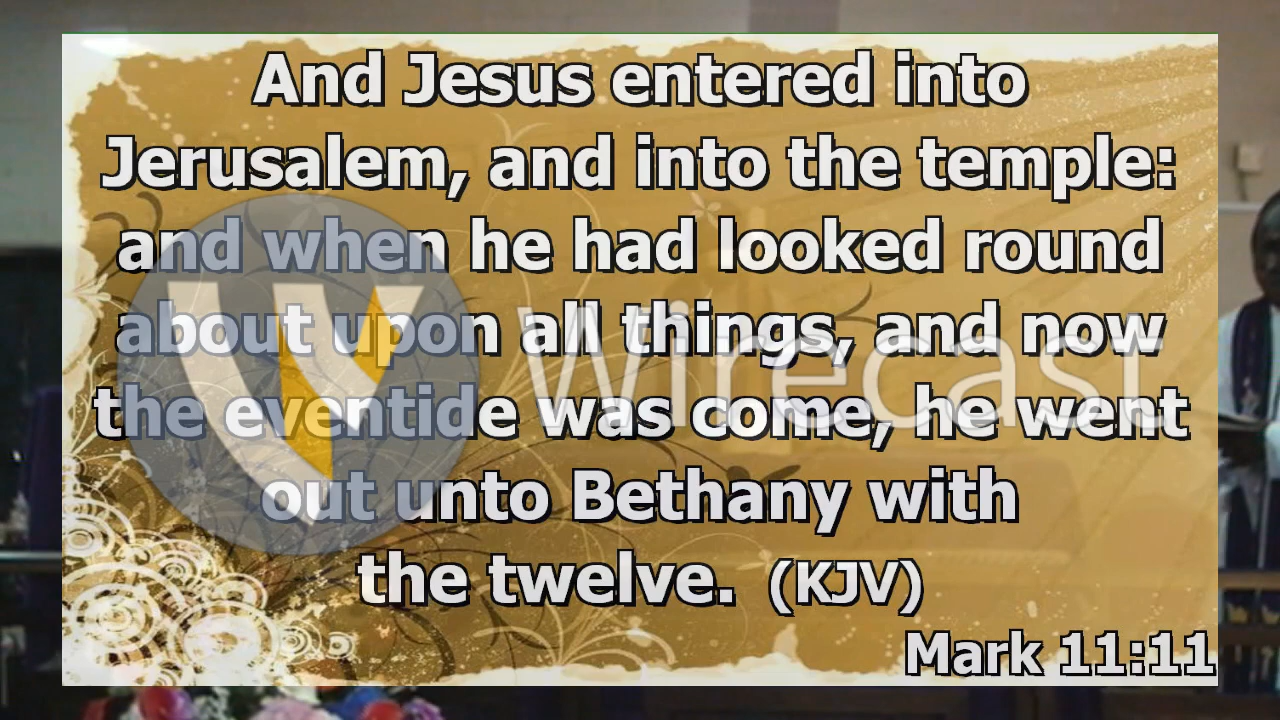 And Jesus entered into
Jerusalem, and into the temple:
and when he had looked round
about upon all things, and now
the eventide was come, he went
out unto Bethany with
the twelve. (KJV)
Mark 11:11
Wirecast